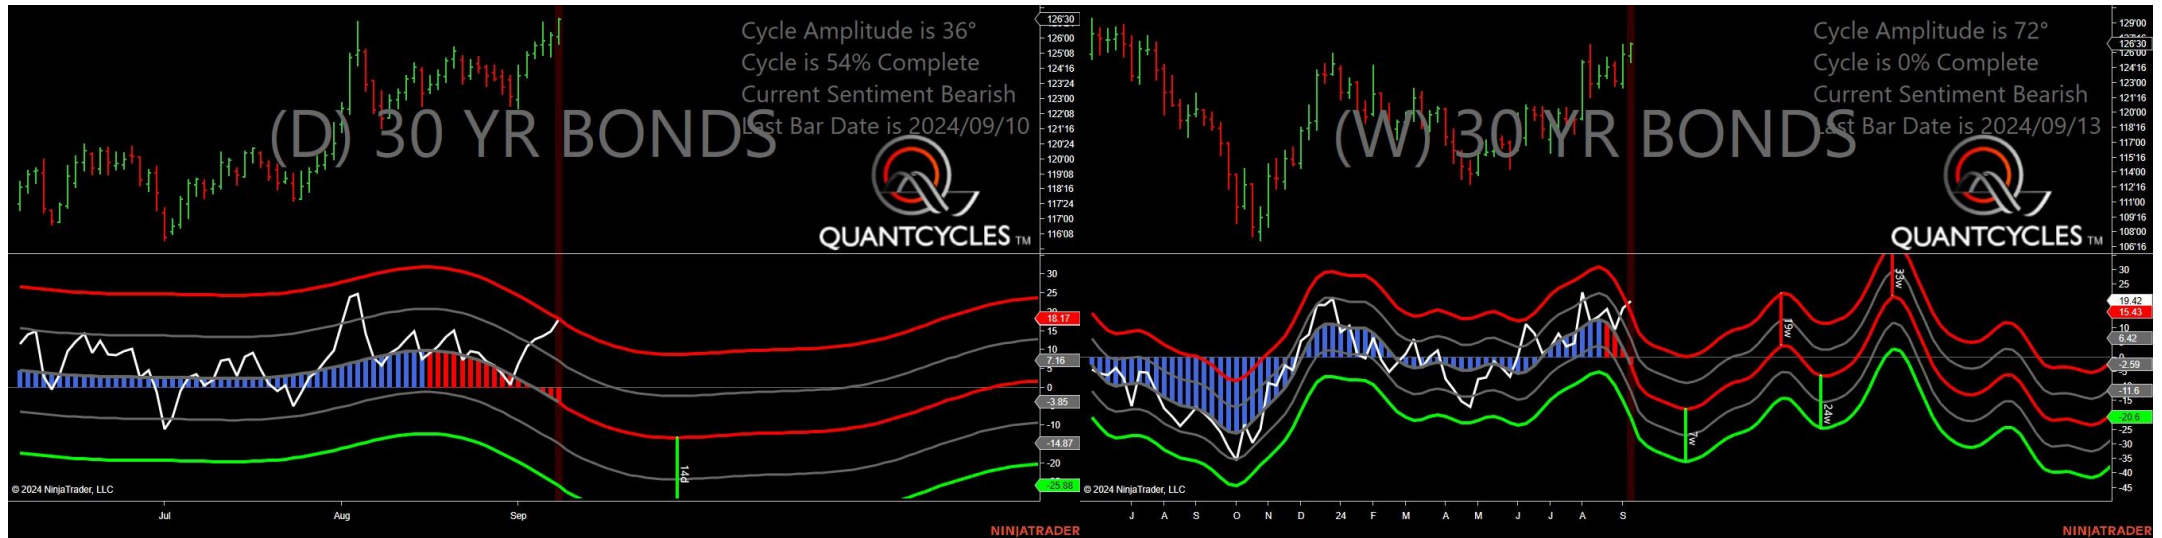 Cycle Amplitude is 36°
Cycle is 54% Complete
Current Sentiment Bearish
Last Bar Date is 2024/09/10
(D) 30 YR BONDS
QUANTCYCLES TM
126'30
126'00
125'08
124'16
123'24
123'00
122'08
121'16
120'24
120'00
119'08
118'16
117'24
117'00
116'08
30
25
18.17
15
10
7.16
5
0
-3.85
-10
-14.87
-20
-25.88
14d
© 2024 NinjaTrader, LLC
Jul
Aug
Sep
NINJATRADER
Cycle Amplitude is 72°
Cycle is 0% Complete
Current Sentiment Bearish
Last Bar Date is 2024/09/13
(W) 30 YR BONDS
QUANTCYCLES TM
129'00
126'30
126'00
124'16
123'00
121'16
120'00
118'16
117'00
115'16
114'00
112'16
111'00
109'16
108'00
106'16
30
25
19.42
15.43
10
6.42
-2.59
-11.6
-15
-20.6
-25
-30
-35
-40
-45
7w
19w
24w
33w
© 2024 NinjaTrader, LLC
J
A
S
O
N
D
24
F
M
A
M
J
J
A
S
NINJATRADER